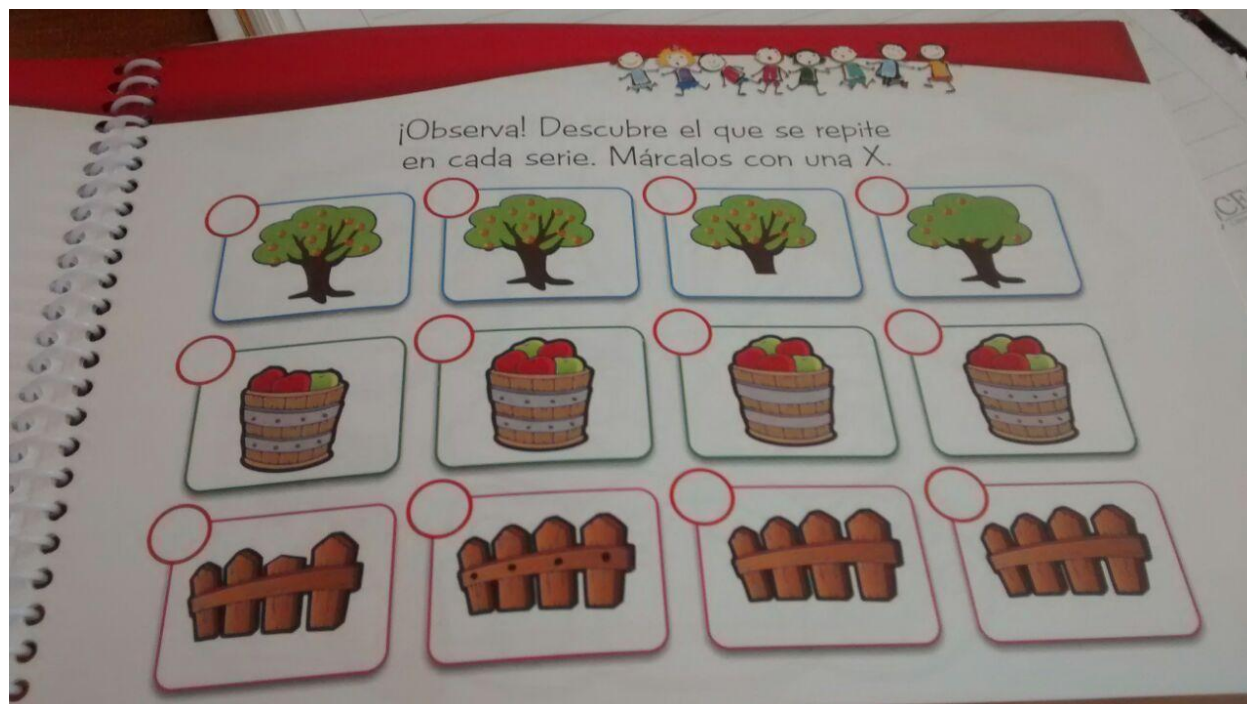 ¡Observa! Descubre el que se repite
en cada serie. Márcalos con una X.